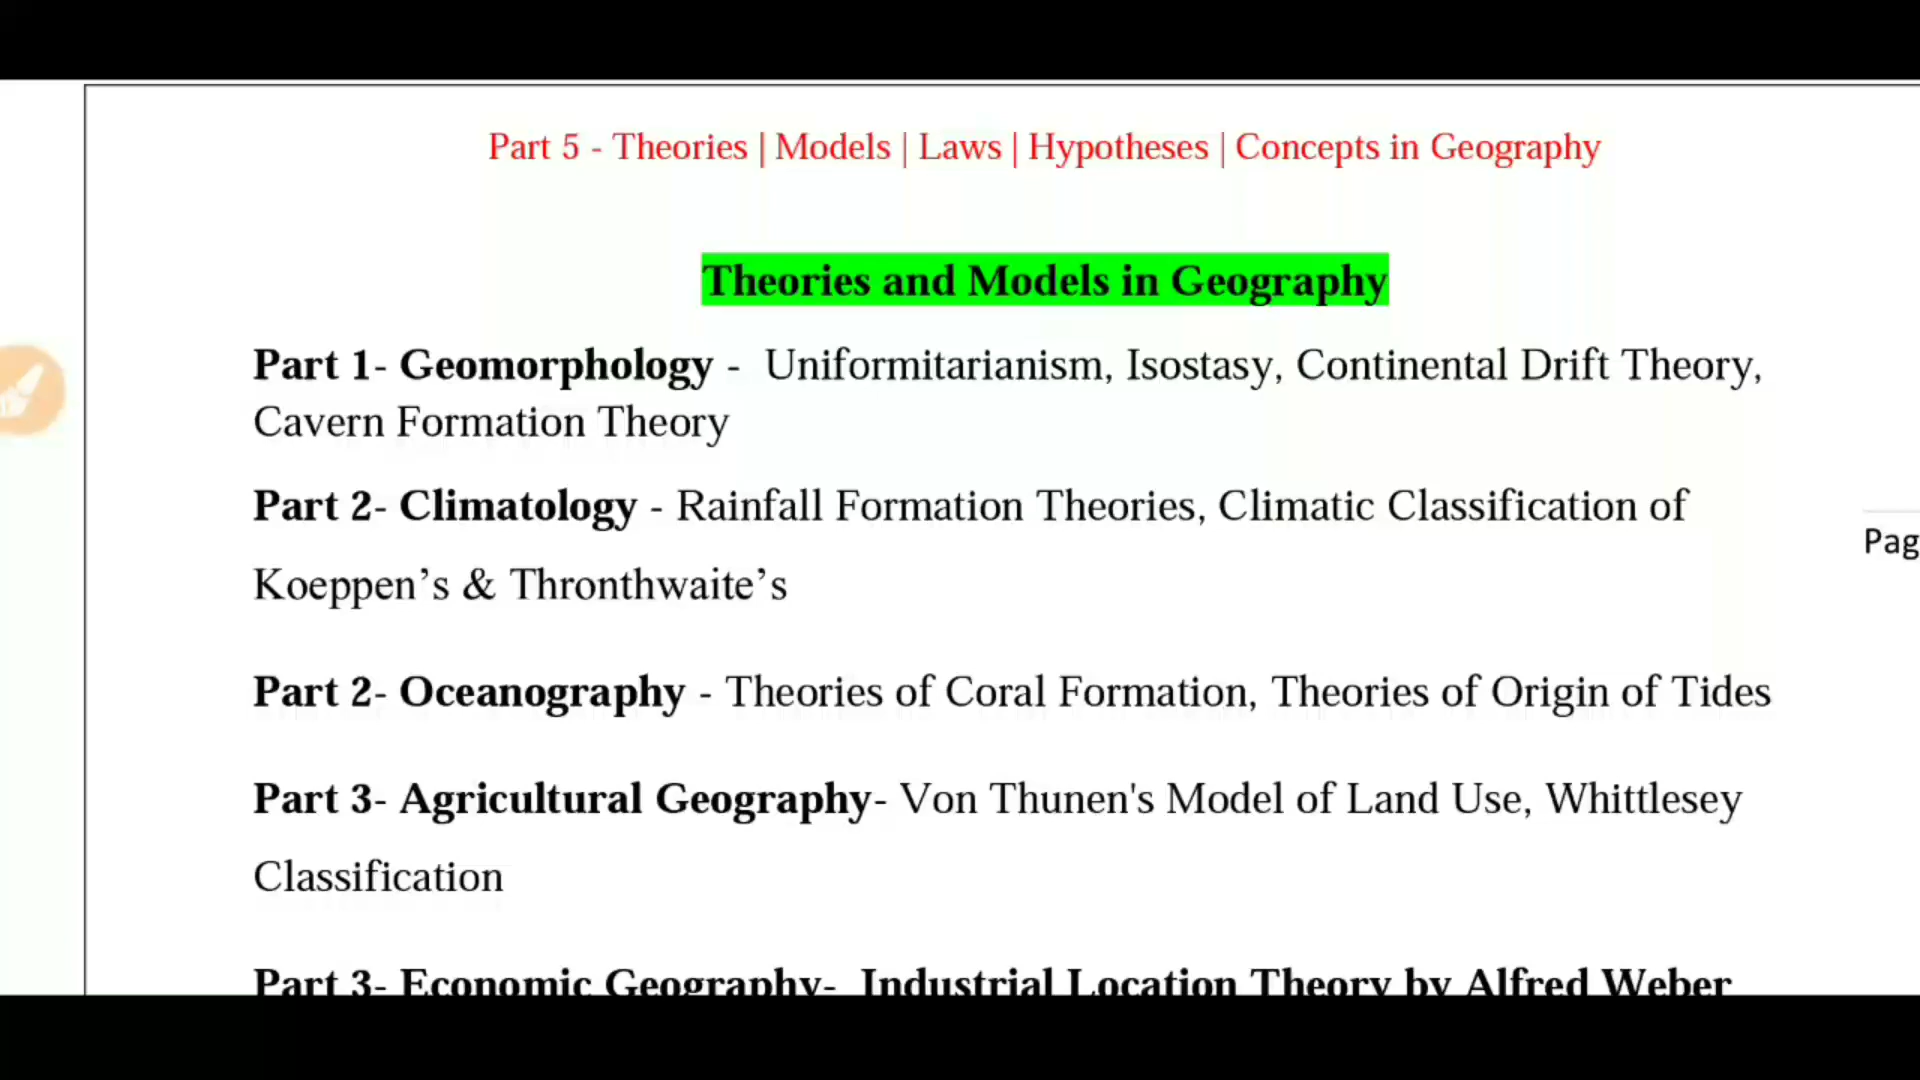 Part 5 - Theories | Models | Laws | Hypotheses | Concepts in Geography
Theories and Models in Geography
Part 1- Geomorphology - Uniformitarianism, Isostasy, Continental Drift Theory,
Cavern Formation Theory
Part 2- Climatology - Rainfall Formation Theories, Climatic Classification of
Koeppen’s & Thronthwaite’s
Pag
Part 2- Oceanography - Theories of Coral Formation, Theories of Origin of Tides
Part 3- Agricultural Geography- Von Thunen's Model of Land Use, Whittlesey
Classification
Part 3- Economic Geography- Industrial Location Theory by Alfred Weber